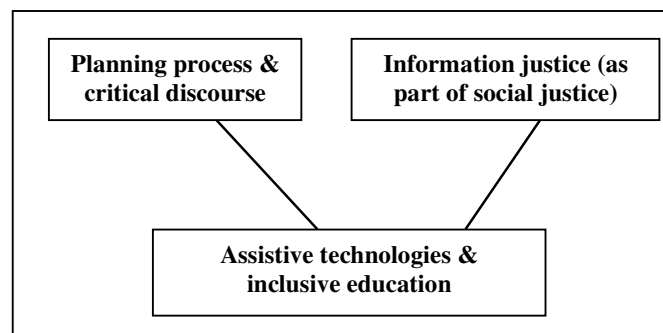 Planning process &
critical discourse
Information justice (as
part of social justice)
Assistive technologies &
inclusive education